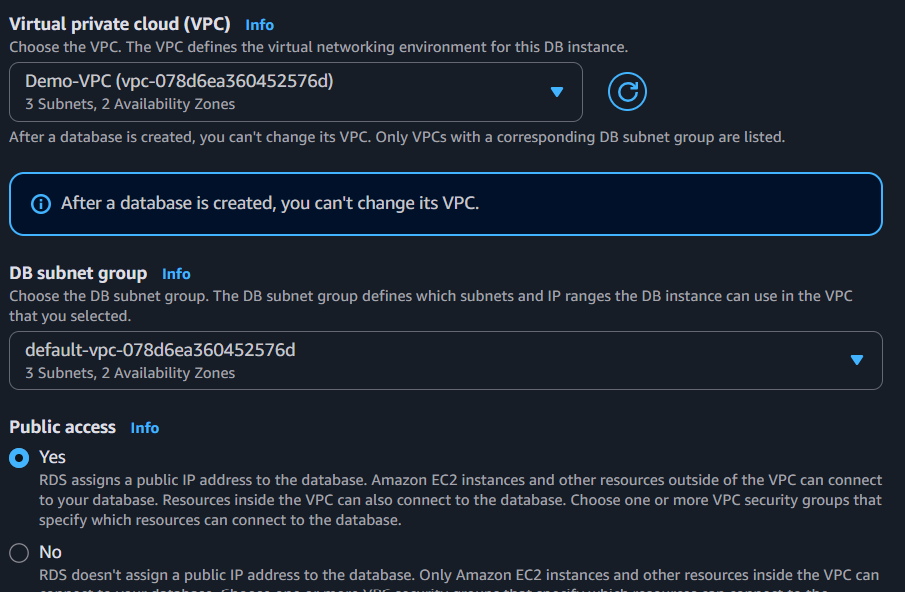 Virtual private cloud (VPC) Info
Choose the VPC. The VPC defines the virtual networking environment for this DB instance.
Demo-VPC (vpc-078d6ea360452576d)
3 Subnets, 2 Availability Zones
After a database is created, you can't change its VPC. Only VPCs with a corresponding DB subnet group are listed.
After a database is created, you can't change its VPC.
DB subnet group Info
Choose the DB subnet group. The DB subnet group defines which subnets and IP ranges the DB instance can use in the VPC
that you selected.
default-vpc-078d6ea360452576d
3 Subnets, 2 Availability Zones
Public access Info
Yes
RDS assigns a public IP address to the database. Amazon EC2 instances and other resources outside of the VPC can connect
to your database. Resources inside the VPC can also connect to the database. Choose one or more VPC security groups that
specify which resources can connect to the database.
No
RDS doesn't assign a public IP address to the database. Only Amazon EC2 instances and other resources inside the VPC can
connect to your database. Choose one or more VPC security groups that specify which resources can connect to the